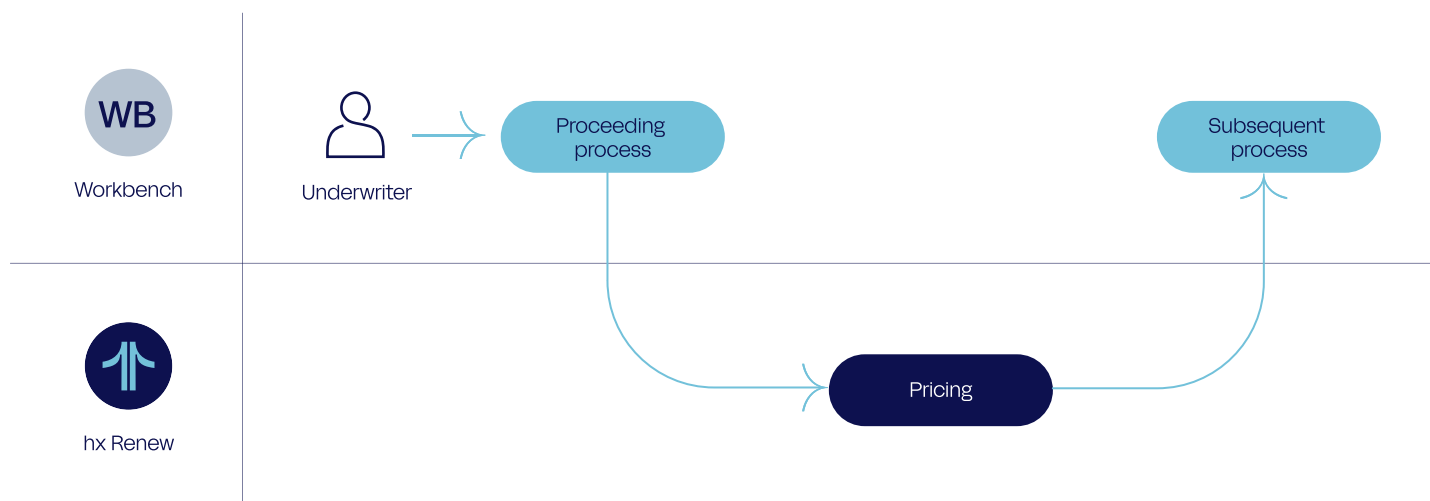 WB
Workbench
Underwriter
Proceeding
process
Subsequent
process
hx Renew
Pricing